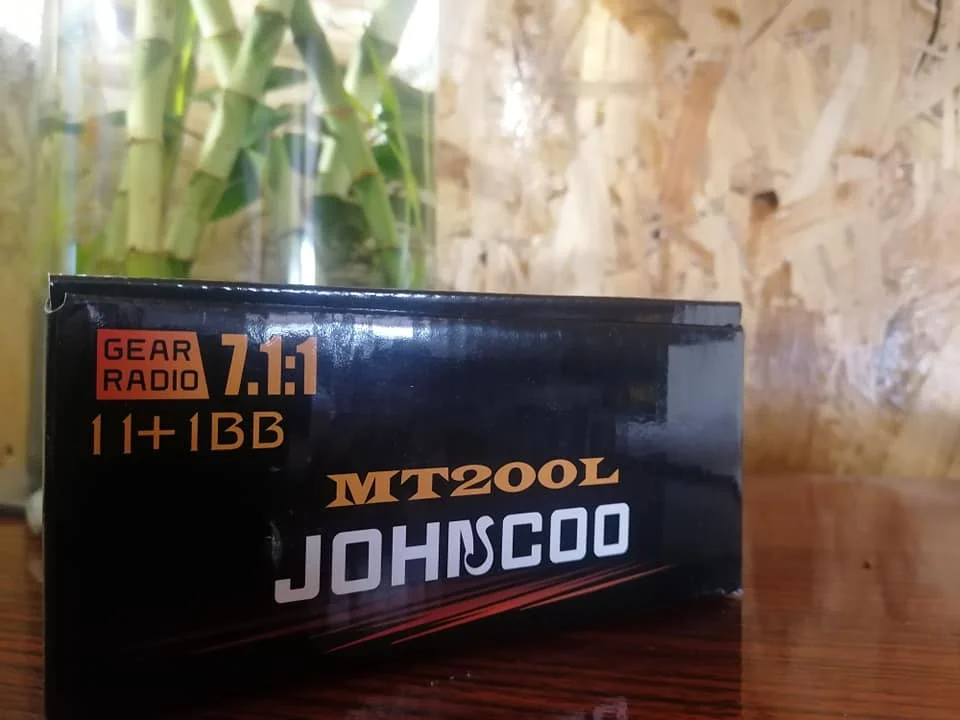 GEAR
RADIO
7.1:1
11+1BB
MT200L
JOHNCOO